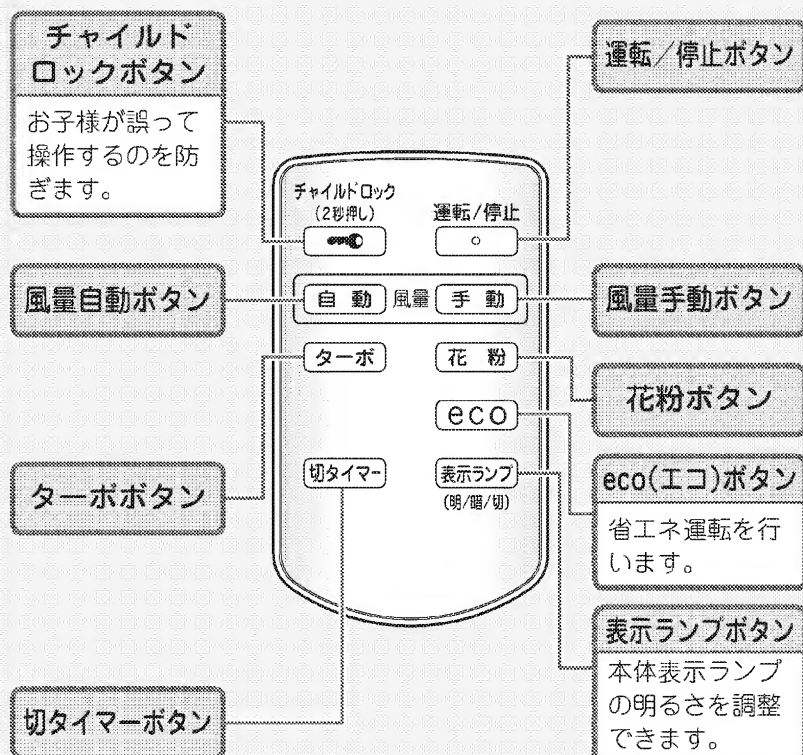 チャイルド
ロックボタン
お子様が誤って
操作するのを防
ぎます。
風量自動ボタン
ターボボタン
切タイマーボタン
チャイルドロック
(2秒押し)
運転/停止
自動 風量 手動
ターボ 花粉
eco
切タイマー 表示ランプ
(明/暗/切)
運転／停止ボタン
風量手動ボタン
花粉ボタン
eco(エコ)ボタン
省エネ運転を行
います。
表示ランプボタン
本体表示ランプ
の明るさを調整
できます。